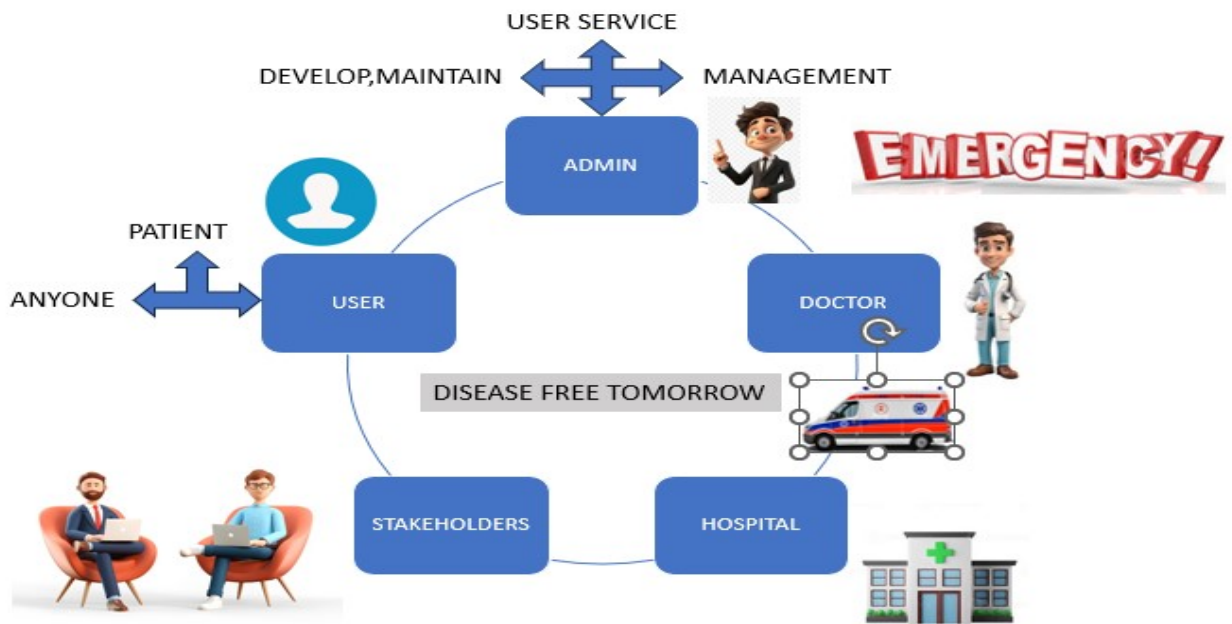 USER SERVICE
DEVELOP,MAINTAIN
MANAGEMENT
ADMIN
EMERGENCY!
PATIENT
ANYONE
USER
DOCTOR
DISEASE FREE TOMORROW
STAKEHOLDERS
HOSPITAL